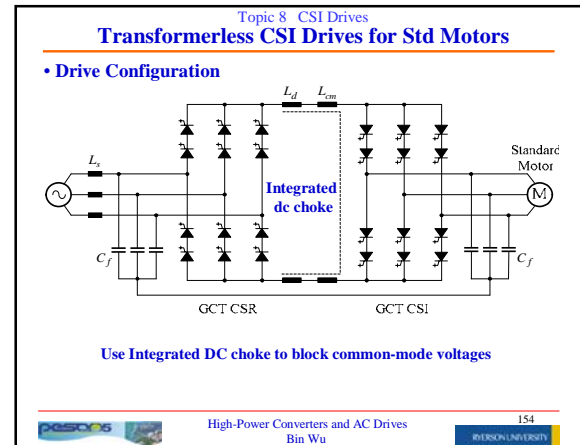 Topic 8 CSI Drives
Transformerless CSI Drives for Std Motors
• Drive Configuration
L_d L_cm
L_s
Standard
Motor
Integrated
dc choke
M
C_f
C_f
GCT CSR GCT CSI
Use Integrated DC choke to block common-mode voltages
High-Power Converters and AC Drives
Bin Wu
154
RYERSON UNIVERSITY